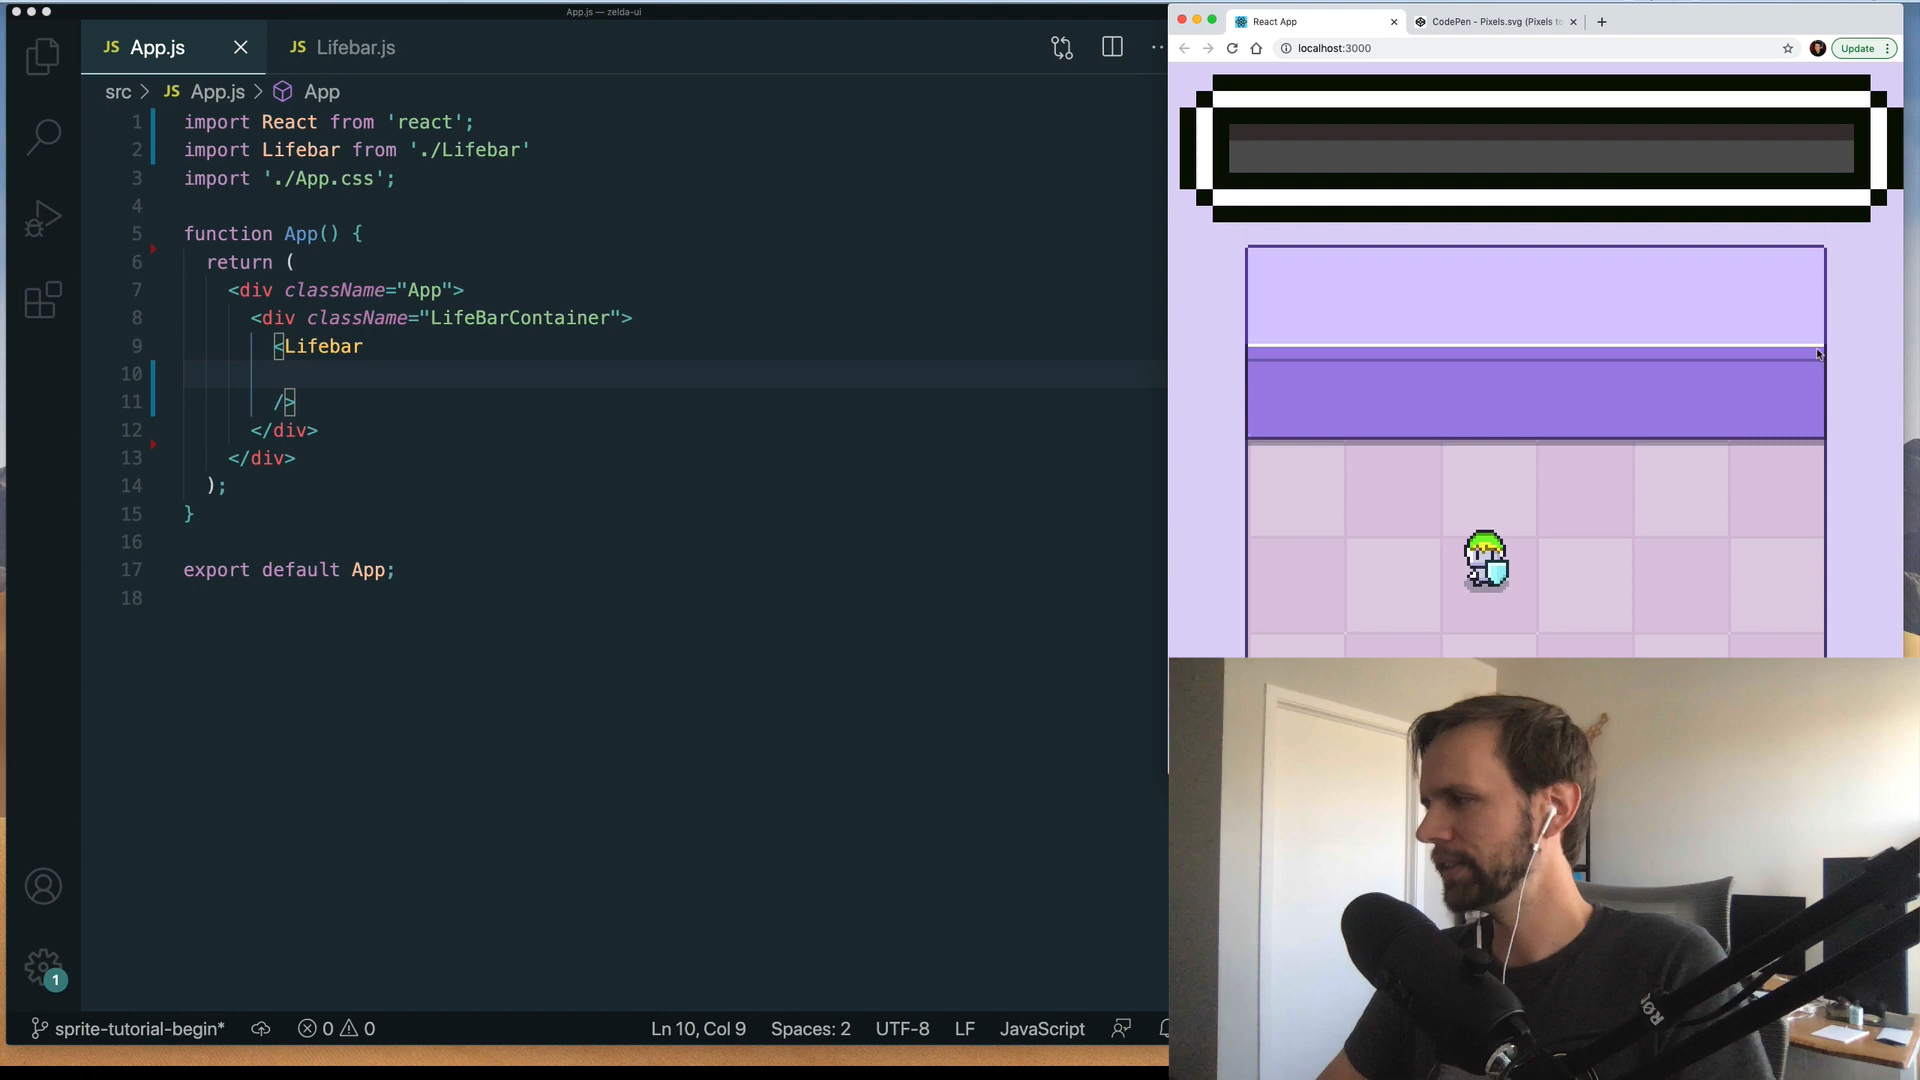 App.js — zelda-ui
JS App.js
JS Lifebar.js
src > JS App.js > App
1 import React from 'react';
2 import Lifebar from './Lifebar'
3 import './App.css';
4
5 function App() {
6 return (
7 <div className="App">
8 <div className="LifeBarContainer">
9 <Lifebar
10
11 />
12 </div>
13 </div>
14 );
15 }
16
17 export default App;
18
1
sprite-tutorial-begin*
0
0
Ln 10, Col 9
Spaces: 2
UTF-8
LF
JavaScript
React App
CodePen - Pixels.svg (Pixels to
localhost:3000
Update